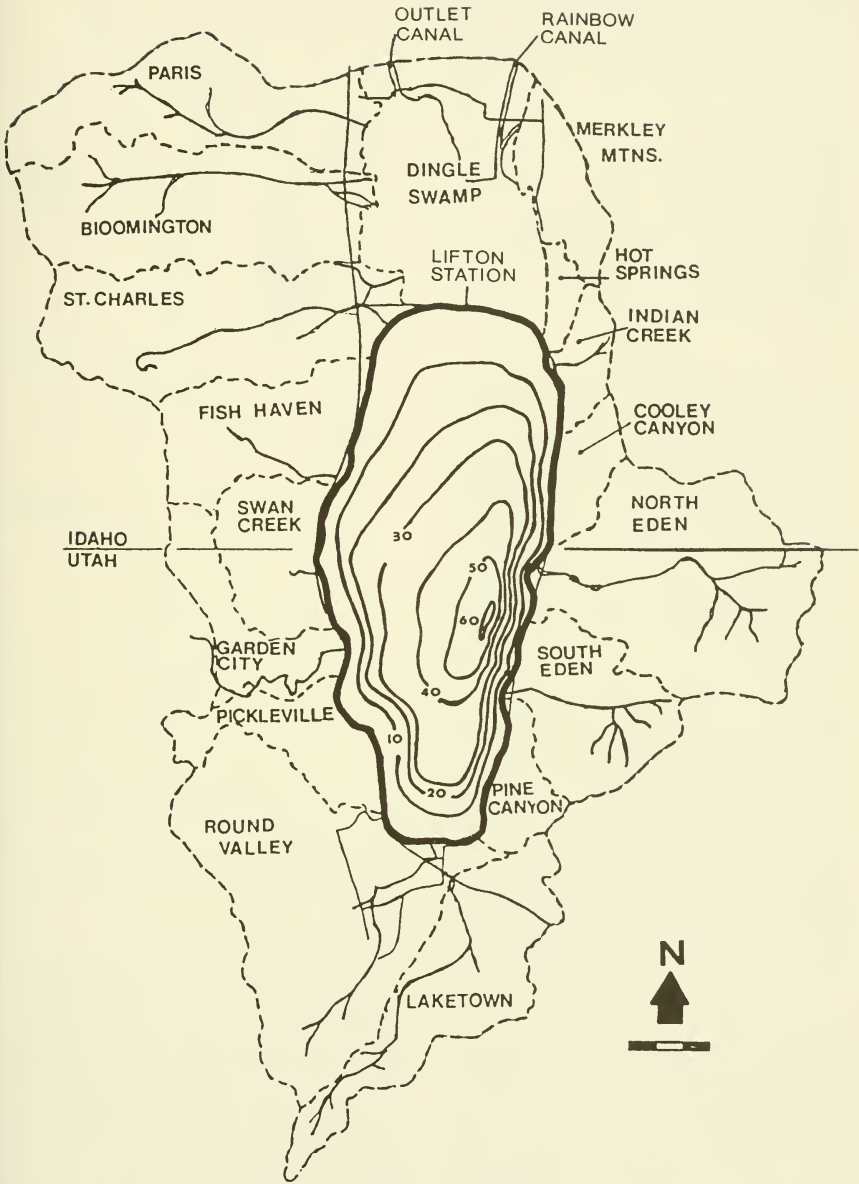 OUTLET
CANAL
RAINBOW
CANAL
PARIS
MERKLEY
MTNS.
DINGLE
SWAMP
BIOOMINGTON
LIFTON
STATION
HOT
SPRINGS
ST. CHARLES
INDIAN
CREEK
FISH HAVEN
COOLEY
CANYON
SWAN
CREEK
NORTH
EDEN
30
IDAHO
UTAH
50
60
GARDEN
CITY
SOUTH
EDEN
40
PICKLEVILLE
10
20
PINE
CANYON
ROUND
VALLEY
N
LAKETOWN